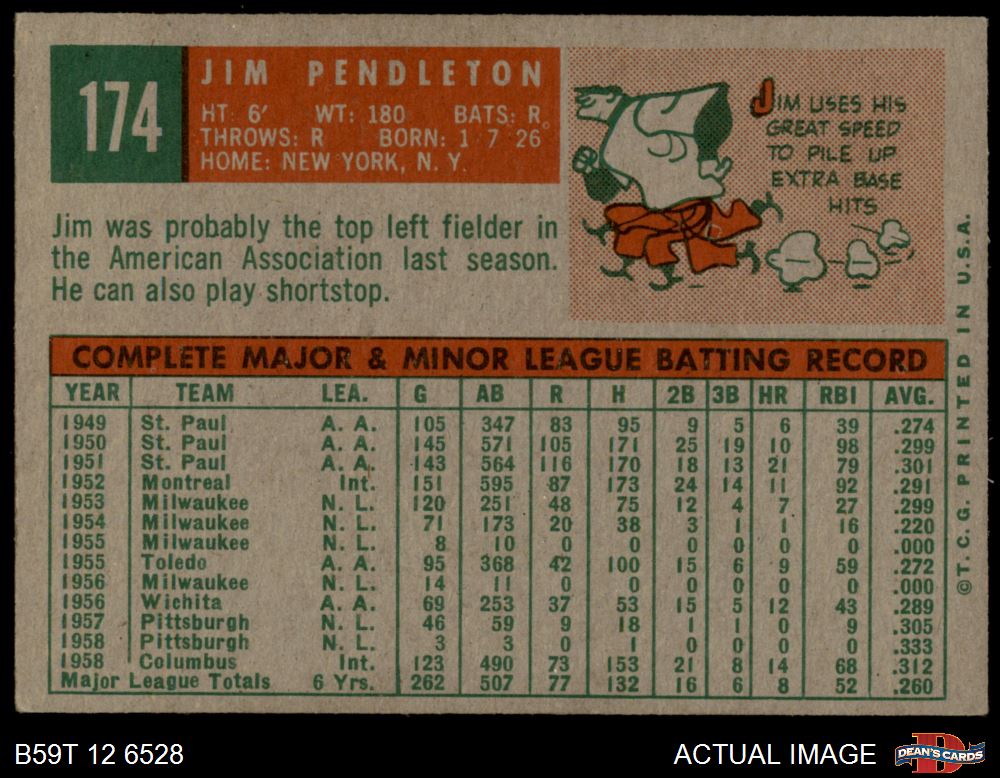 174
JIM PENDLETON
HT: 6' WT: 180 BATS: R.
THROWS: R BORN: 1 7 26
HOME: NEW YORK, N. Y.
JIM USES HIS
GREAT SPEED
TO PILE UP
EXTRA BASE
HITS
Jim was probably the top left fielder in
the American Association last season.
He can also play shortstop.
COMPLETE MAJOR & MINOR LEAGUE BATTING RECORD
YEAR TEAM LEA. G AB R H 2B 3B HR RBI AVG.
1949 St. Paul A. A. 105 347 83 95 9 5 6 39 .274
1950 St. Paul A. A. 145 571 105 171 25 19 10 98 .299
1951 St. Paul A. A. 143 564 116 170 18 13 21 79 .301
1952 Montreal Int. 151 595 87 173 24 14 11 92 .291
1953 Milwaukee N. L. 120 251 48 75 12 4 7 27 .299
1954 Milwaukee N. L. 71 173 20 38 3 1 1 16 .220
1955 Milwaukee N. L. 8 10 0 0 0 0 0 0 .000
1955 Toledo A. A. 95 368 42 100 15 6 9 59 .272
1956 Milwaukee N. L. 14 11 0 0 0 0 0 0 .000
1956 Wichita A. A. 69 253 37 53 15 5 12 43 .289
1957 Pittsburgh N. L. 46 59 9 18 1 1 0 9 .305
1958 Pittsburgh N. L. 3 3 0 1 0 0 0 0 .333
1958 Columbus Int. 123 490 73 153 21 8 14 68 .312
Major League Totals 6 Yrs. 262 507 77 132 16 6 8 52 .260
©T. C. G. PRINTED IN U.S.A.
B59T 12 6528
ACTUAL IMAGE
DEAN'S CARDS